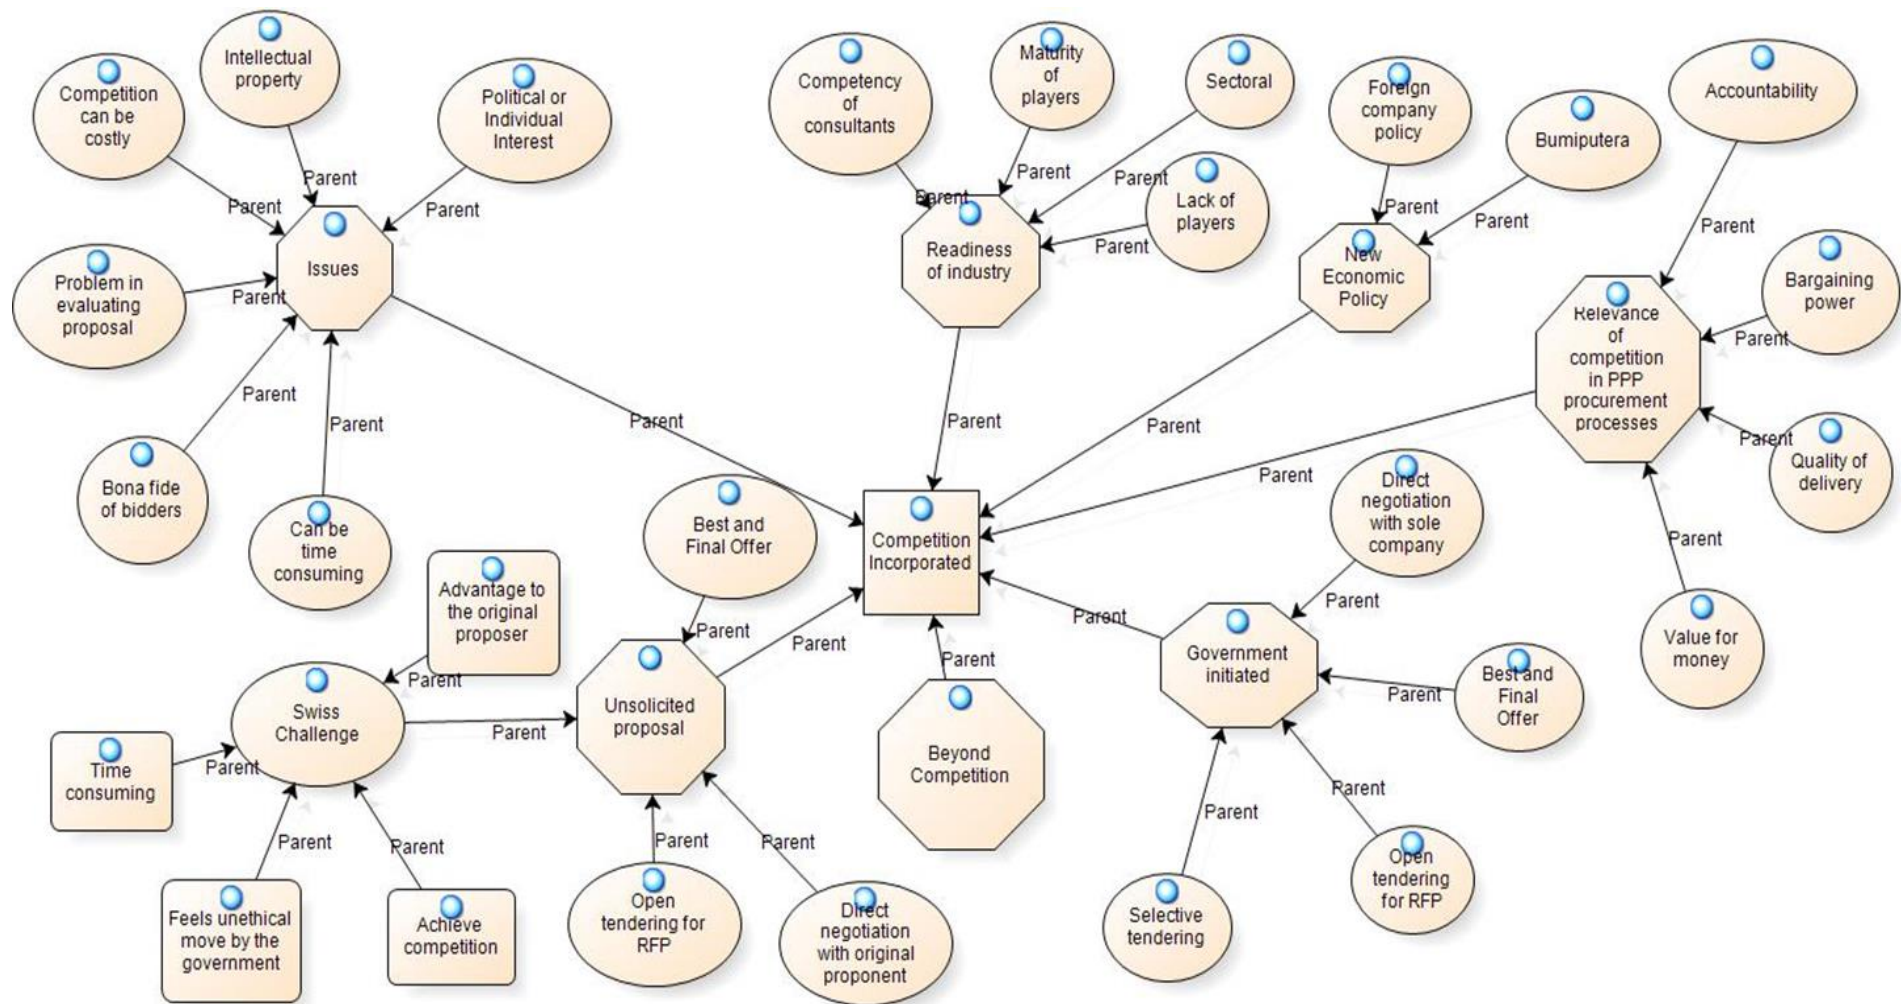 Competition
can be
costly
Intellectual
property
Political or
Individual
Interest
Problem in
evaluating
proposal
Bona fide
of bidders
Can be
time
consuming
Issues
Parent
Parent
Parent
Parent
Parent
Parent
Parent
Competency
of
consultants
Maturity
of
players
Sectoral
Lack of
players
Readiness
of industry
Parent
Parent
Parent
Parent
Parent
Foreign
company
policy
Bumiputera
New
Economic
Policy
Parent
Parent
Parent
Accountability
Bargaining
power
Quality of
delivery
Value for
money
Relevance
of
competition
in PPP
procurement
processes
Parent
Parent
Parent
Parent
Parent
Competition
Incorporated
Best and
Final Offer
Parent
Advantage to
the original
proposer
Parent
Swiss
Challenge
Parent
Time
consuming
Parent
Feels unethical
move by the
government
Parent
Achieve
competition
Parent
Unsolicited
proposal
Parent
Open
tendering for
RFP
Parent
Direct
negotiation
with original
proponent
Parent
Beyond
Competition
Parent
Government
initiated
Parent
Direct
negotiation
with sole
company
Parent
Best and
Final
Offer
Parent
Open
tendering
for RFP
Parent
Selective
tendering
Parent